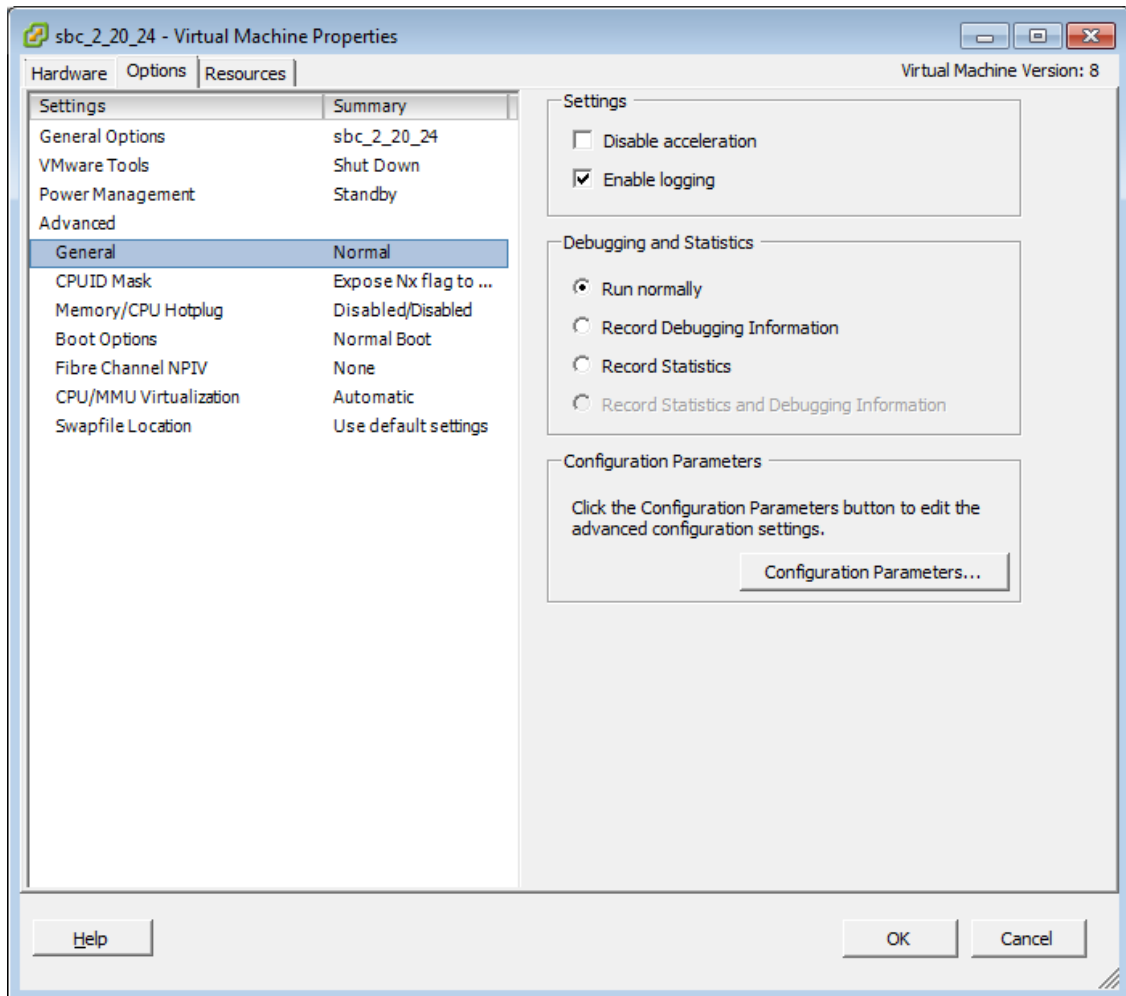 sbc_2_20_24 - Virtual Machine Properties
Hardware Options Resources Virtual Machine Version: 8
Settings Summary
General Options sbc_2_20_24
VMware Tools Shut Down
Power Management Standby
Advanced
General Normal
CPUID Mask Expose Nx flag to ...
Memory/CPU Hotplug Disabled/Disabled
Boot Options Normal Boot
Fibre Channel NPIV None
CPU/MMU Virtualization Automatic
Swapfile Location Use default settings
Settings
Disable acceleration
Enable logging
Debugging and Statistics
Run normally
Record Debugging Information
Record Statistics
Record Statistics and Debugging Information
Configuration Parameters
Click the Configuration Parameters button to edit the
advanced configuration settings.
Configuration Parameters...
Help OK Cancel